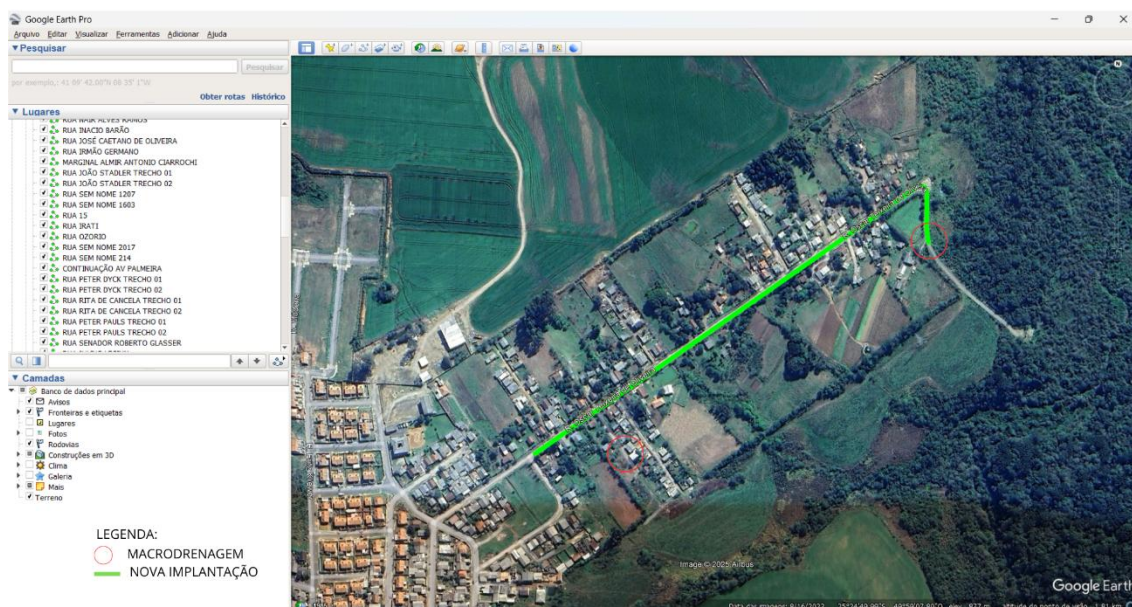 Google Earth Pro
Arquivo Editar Visualizar Ferramentas Adicionar Ajuda
Pesquisar
Pesquisar
Obter rotas Histórico
Lugares
RUA NAIR ALVES RAMOS
RUA INACIO BARÃO
RUA JOSÉ CAETANO DE OLIVEIRA
RUA IRMÃO GERMANO
MARGINAL ALMIR ANTONIO CIARROCHI
RUA JOÃO STADLER TRECHO 01
RUA JOÃO STADLER TRECHO 02
RUA SEM NOME 1207
RUA SEM NOME 1603
RUA 15
RUA IRATI
RUA OZORIO
RUA SEM NOME 2017
RUA SEM NOME 214
CONTINUAÇÃO AV PALMEIRA
RUA PETER DYCK TRECHO 01
RUA PETER DYCK TRECHO 02
RUA RITA DE CANCELA TRECHO 01
RUA RITA DE CANCELA TRECHO 02
RUA PETER PAULS TRECHO 01
RUA PETER PAULS TRECHO 02
RUA SENADOR ROBERTO GLASSER
Camadas
Banco de dados principal
Avisos
Fronteiras e etiquetas
Lugares
Fotos
Rodovias
Construções em 3D
Clima
Galeria
Mais
Terreno
LEGENDA:
MACRODRENAGEM
NOVA IMPLANTAÇÃO
N
Image © 2025 Airbus
Google Earth